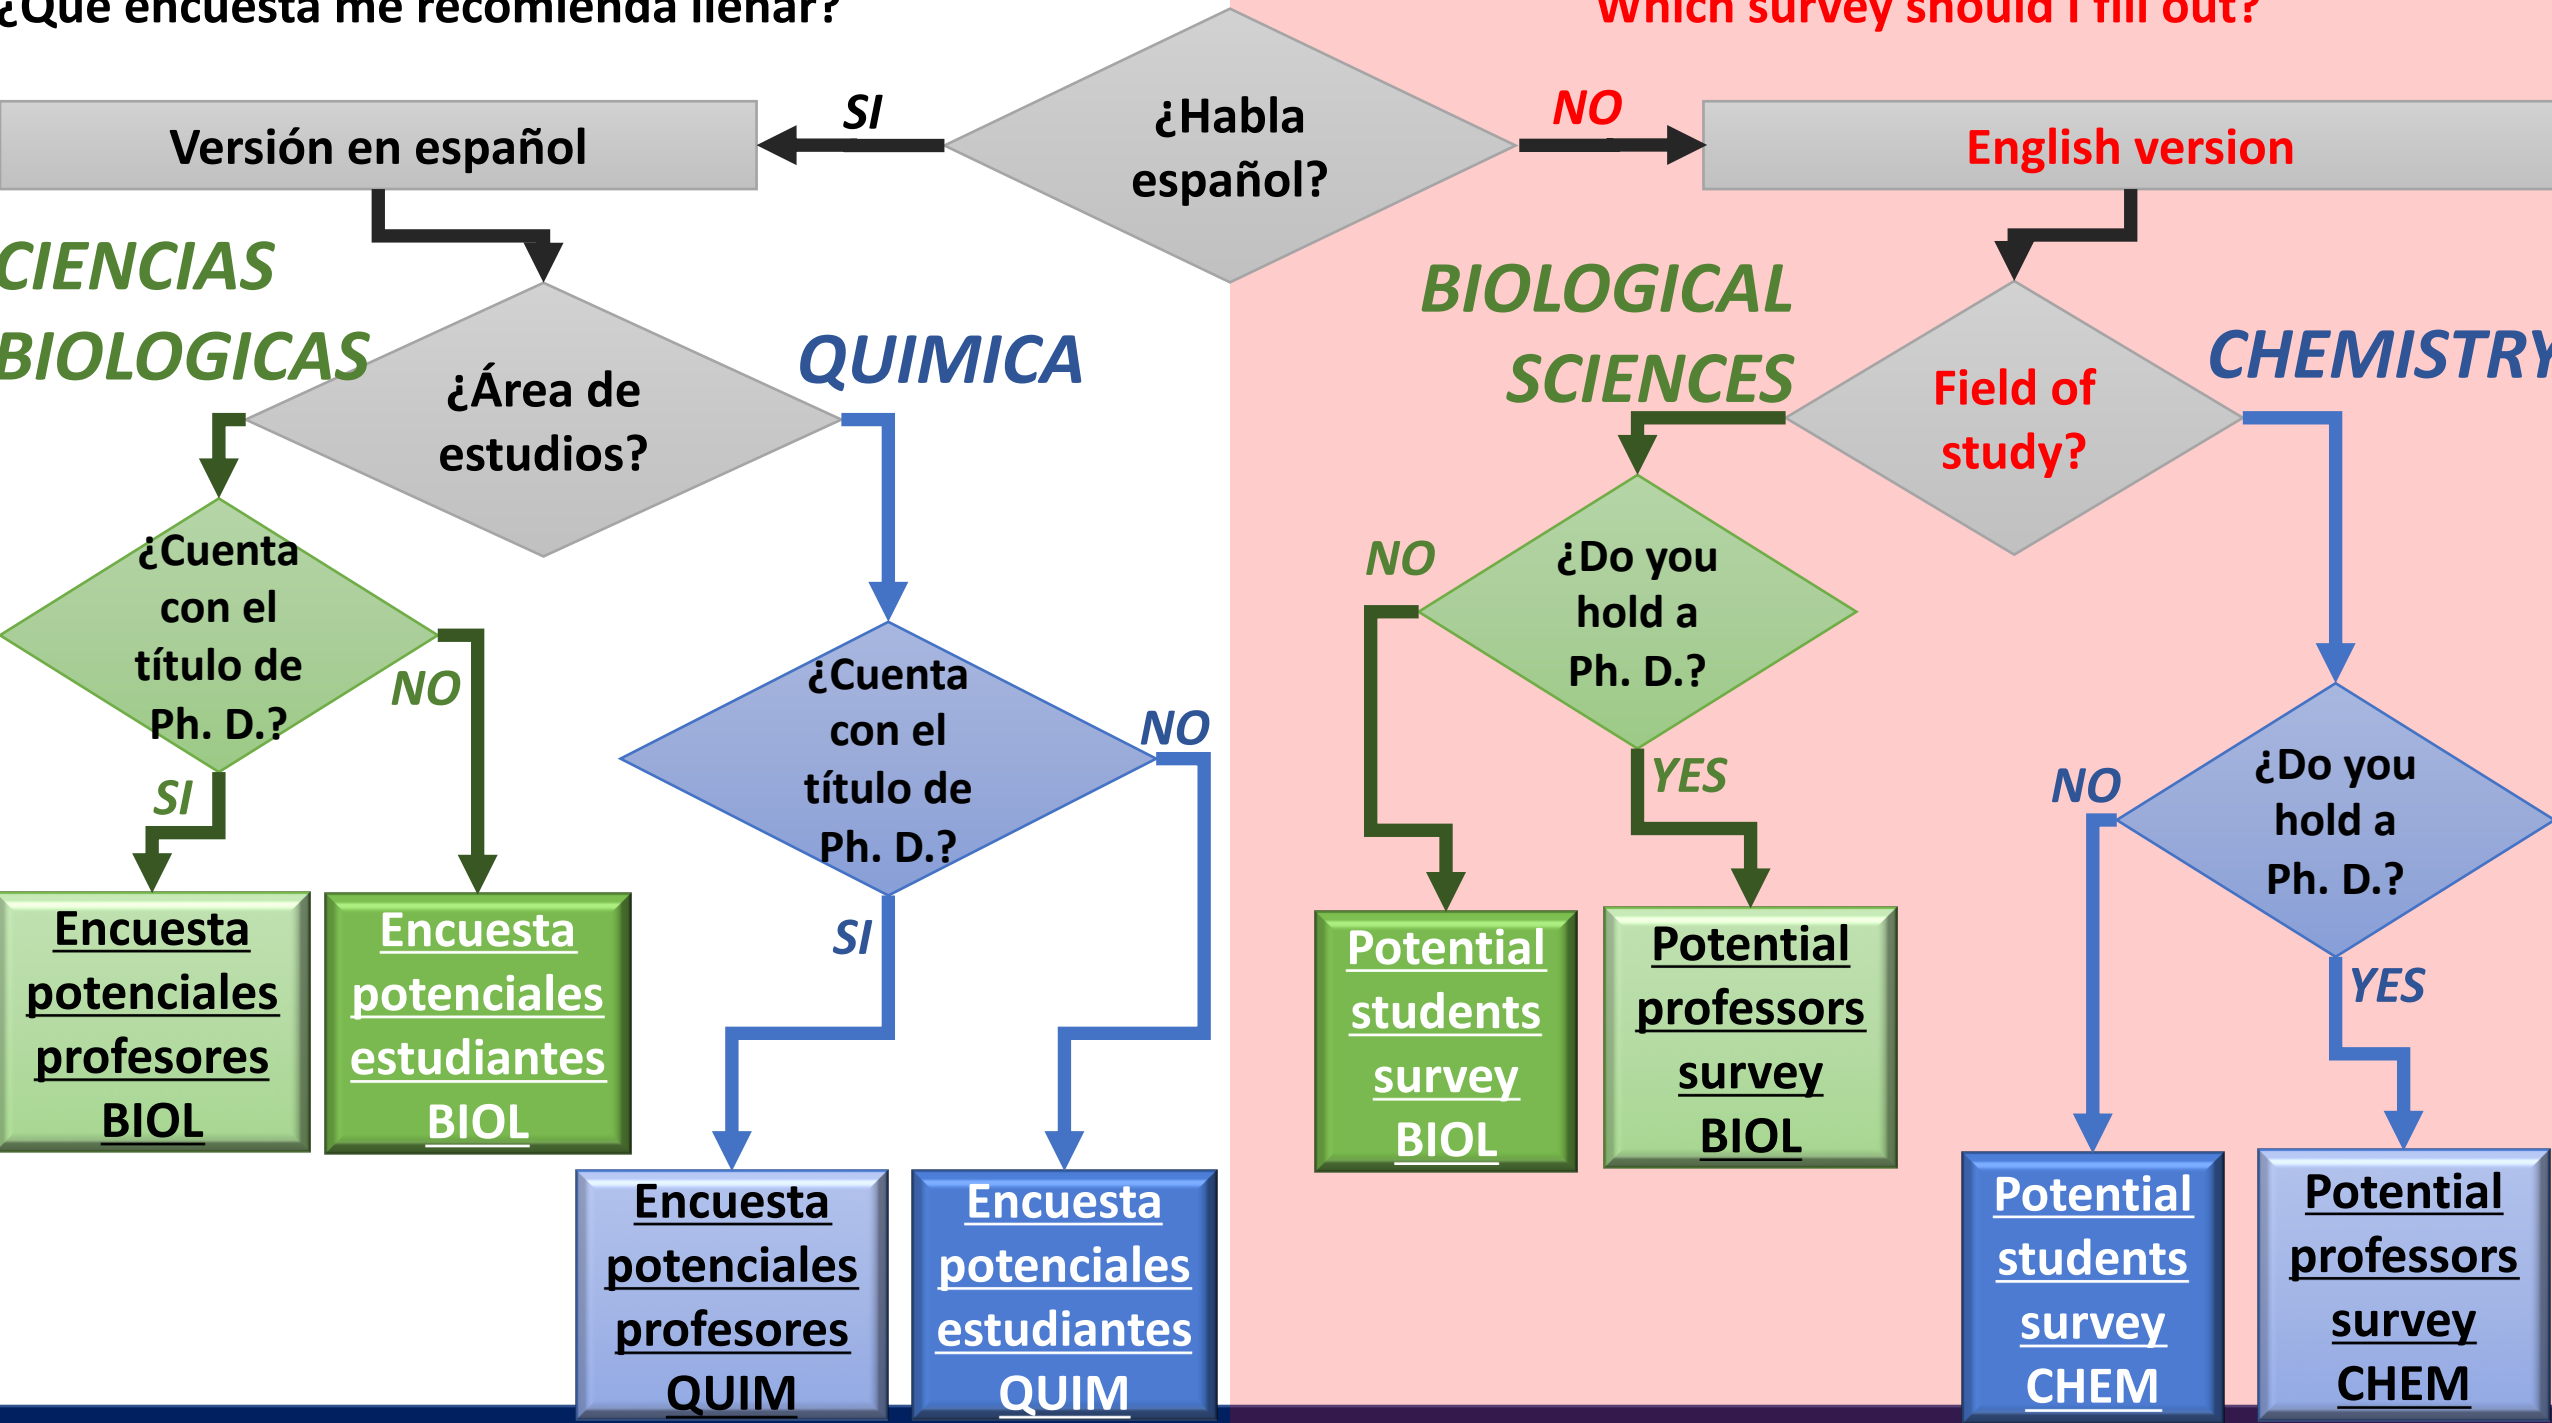 ¿Qué encuesta me recomienda llenar?
Which survey should I fill out?
¿Habla
español?
SI
NO
Versión en español
English version
CIENCIAS
BIOLOGICAS
¿Área de
estudios?
QUIMICA
¿Cuenta
con el
título de
Ph. D.?
SI
NO
¿Cuenta
con el
título de
Ph. D.?
SI
NO
Encuesta
potenciales
profesores
BIOL
Encuesta
potenciales
estudiantes
BIOL
Encuesta
potenciales
profesores
QUIM
Encuesta
potenciales
estudiantes
QUIM
BIOLOGICAL
SCIENCES
Field of
study?
CHEMISTRY
¿Do you
hold a
Ph. D.?
NO
YES
¿Do you
hold a
Ph. D.?
NO
YES
Potential
students
survey
BIOL
Potential
professors
survey
BIOL
Potential
students
survey
CHEM
Potential
professors
survey
CHEM